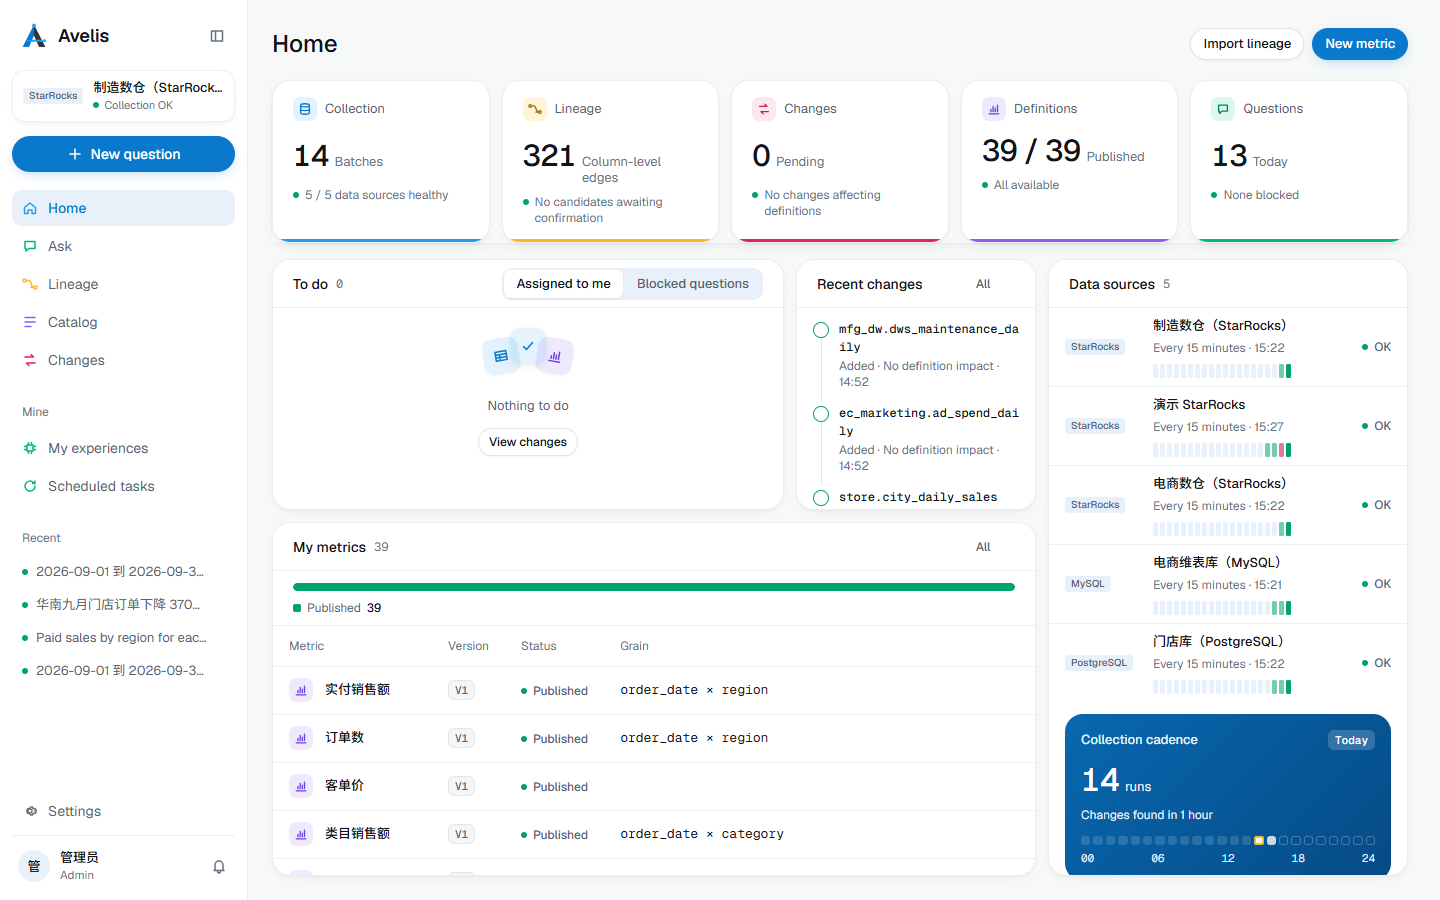 Avelis
StarRocks
制造数仓（StarRock...
Collection OK
New question
Home
Ask
Lineage
Catalog
Changes
Mine
My experiences
Scheduled tasks
Recent
2026-09-01 到 2026-09-3...
华南九月门店订单下降 370...
Paid sales by region for eac...
2026-09-01 到 2026-09-3...
Settings
管
管理员
Admin
Home
Import lineage
New metric
Collection
14 Batches
5 / 5 data sources healthy
Lineage
321 Column-level
edges
No candidates awaiting
confirmation
Changes
0 Pending
No changes affecting
definitions
Definitions
39 / 39 Published
All available
Questions
13 Today
None blocked
To do 0
Assigned to me
Blocked questions
Nothing to do
View changes
Recent changes
All
mfg_dw.dws_maintenance_da
ily
Added · No definition impact ·
14:52
ec_marketing.ad_spend_dai
ly
Added · No definition impact ·
14:52
store.city_daily_sales
My metrics 39
All
Published 39
Metric Version Status Grain
实付销售额 V1 Published order_date × region
订单数 V1 Published order_date × region
客单价 V1 Published
类目销售额 V1 Published order_date × category
Data sources 5
StarRocks
制造数仓（StarRocks）
Every 15 minutes · 15:22
OK
StarRocks
演示 StarRocks
Every 15 minutes · 15:27
OK
StarRocks
电商数仓（StarRocks）
Every 15 minutes · 15:22
OK
MySQL
电商维表库（MySQL）
Every 15 minutes · 15:21
OK
PostgreSQL
门店库（PostgreSQL）
Every 15 minutes · 15:22
OK
Collection cadence
Today
14 runs
Changes found in 1 hour
00 06 12 18 24